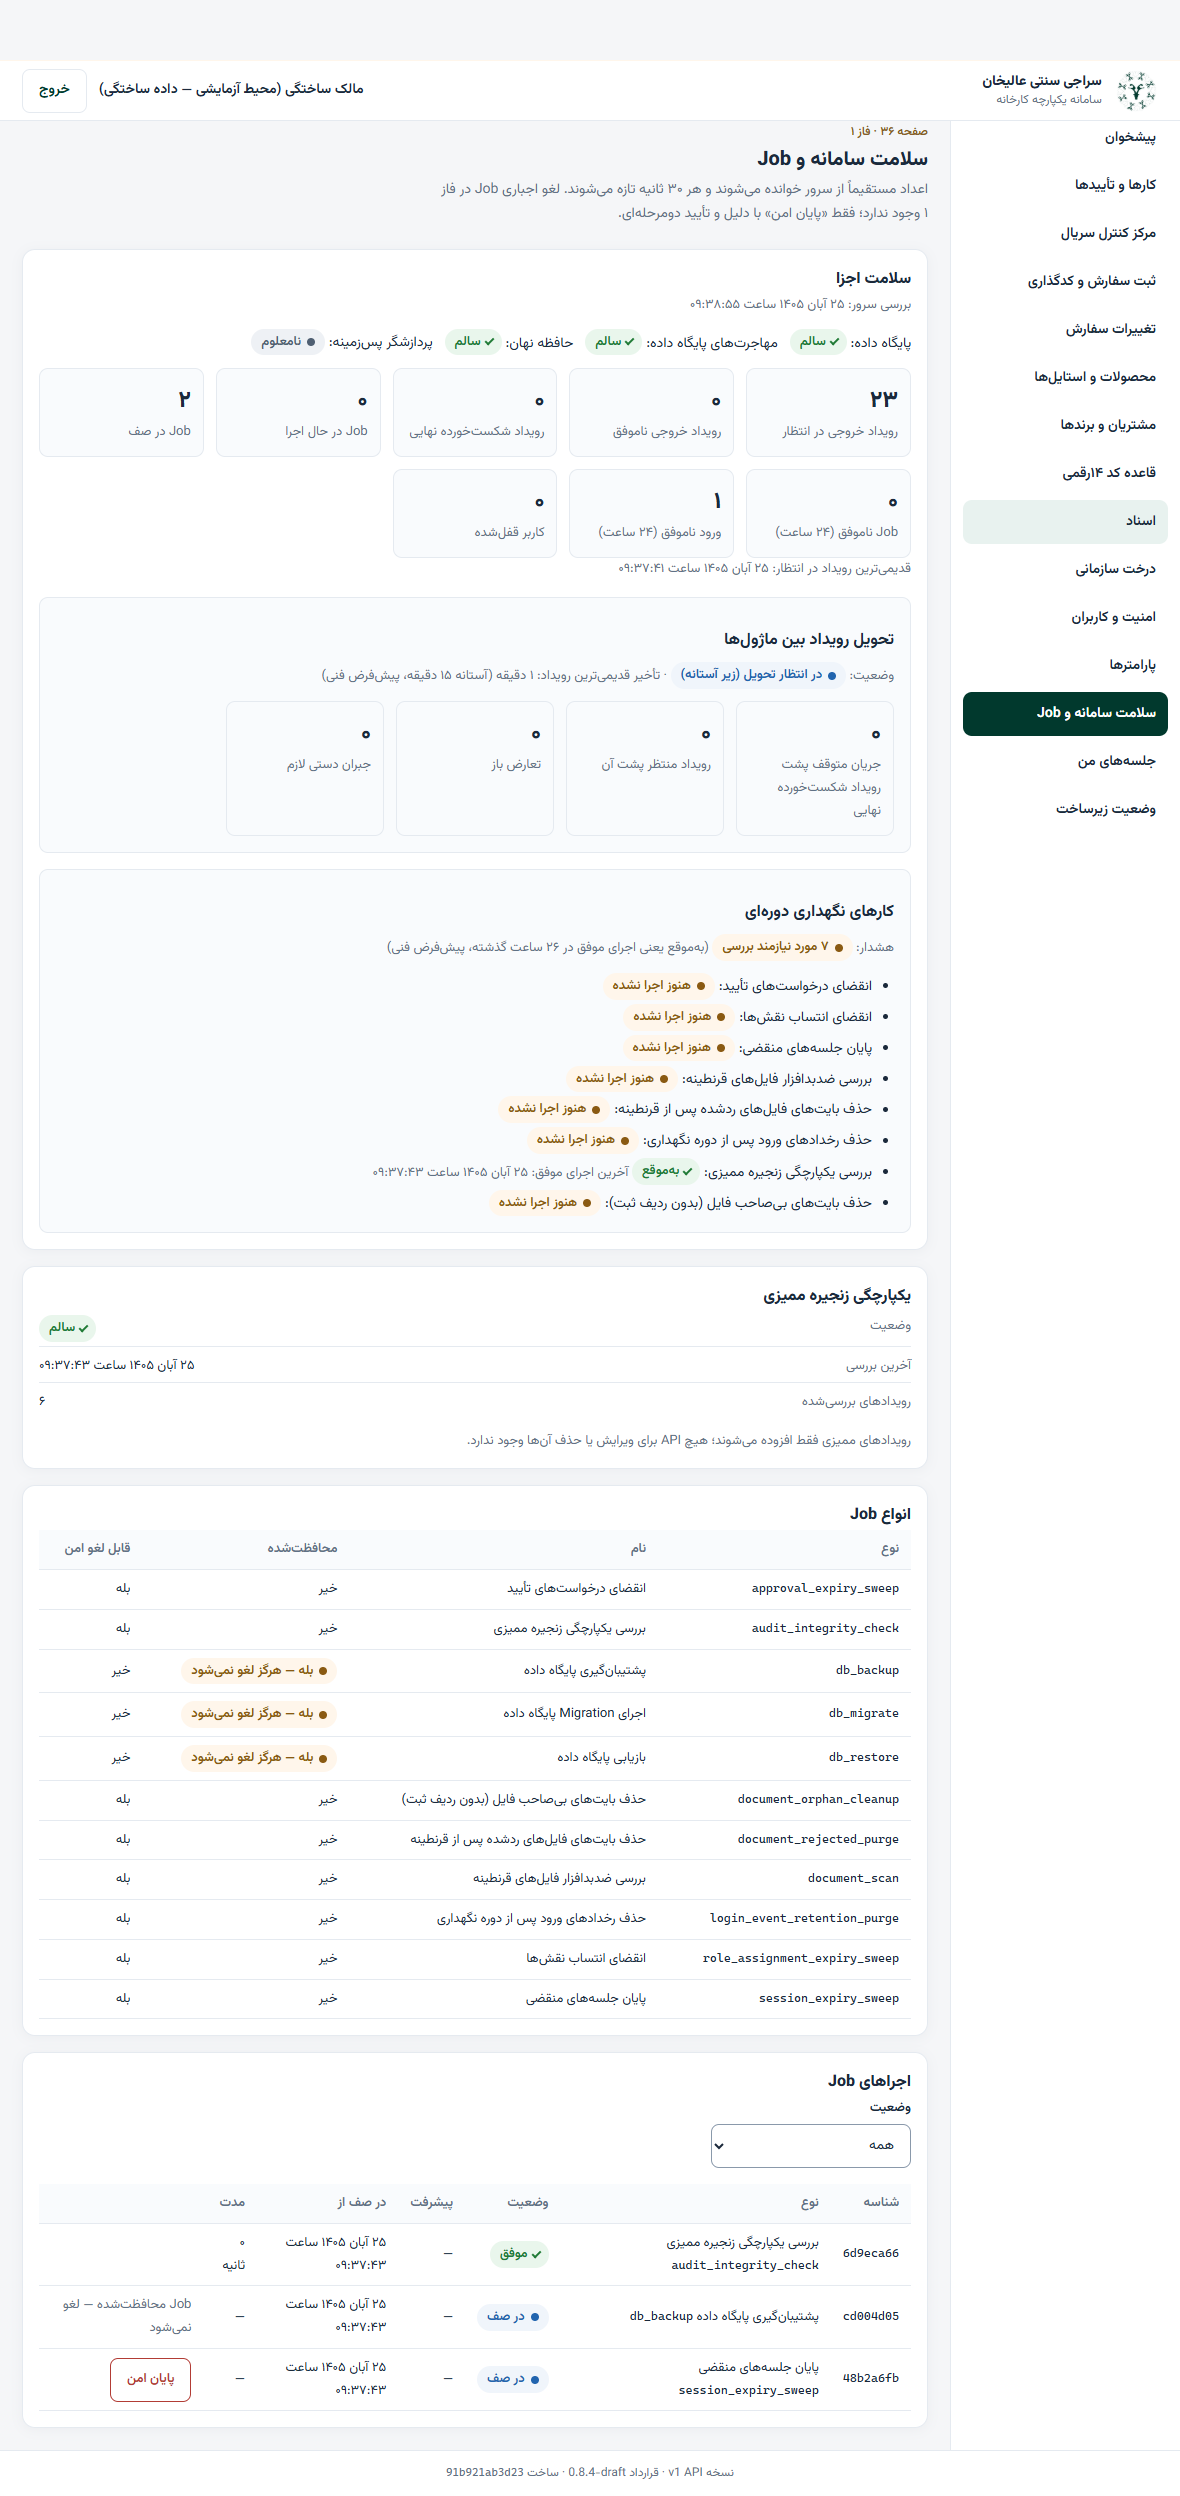 سراجی سنتی عالیخان
سامانه یکپارچه کارخانه
مالک ساختگی (محیط آزمایشی — داده ساختگی)
خروج
پیشخوان
کارها و تأییدها
مرکز کنترل سریال
ثبت سفارش و کدگذاری
تغییرات سفارش
محصولات و استایل‌ها
مشتریان و برندها
قاعده کد ۱۴رقمی
اسناد
درخت سازمانی
امنیت و کاربران
پارامترها
سلامت سامانه و Job
جلسه‌های من
وضعیت زیرساخت
صفحه ۳۶ · فاز ۱
سلامت سامانه و Job
اعداد مستقیماً از سرور خوانده می‌شوند و هر ۳۰ ثانیه تازه می‌شوند. لغو اجباری Job در فاز
۱ وجود ندارد؛ فقط «پایان امن» با دلیل و تأیید دومرحله‌ای.
سلامت اجزا
بررسی سرور: ۲۵ آبان ۱۴۰۵ ساعت ۰۹:۳۸:۵۵
پایگاه داده: سالم مهاجرت‌های پایگاه داده: سالم حافظه نهان: سالم پردازشگر پس‌زمینه: نامعلوم
۲۳
رویداد خروجی در انتظار
۰
رویداد خروجی ناموفق
۰
رویداد شکست‌خورده نهایی
۰
Job در حال اجرا
۲
Job در صف
۰
Job ناموفق (۲۴ ساعت)
۱
ورود ناموفق (۲۴ ساعت)
۰
کاربر قفل‌شده
قدیمی‌ترین رویداد در انتظار: ۲۵ آبان ۱۴۰۵ ساعت ۰۹:۳۷:۴۱
تحویل رویداد بین ماژول‌ها
وضعیت: در انتظار تحویل (زیر آستانه) · تأخیر قدیمی‌ترین رویداد: ۱ دقیقه (آستانه ۱۵ دقیقه، پیش‌فرض فنی)
۰
جریان متوقف پشت
رویداد شکست‌خورده
نهایی
۰
رویداد منتظر پشت آن
۰
تعارض باز
۰
جبران دستی لازم
کارهای نگهداری دوره‌ای
هشدار: ۷ مورد نیازمند بررسی (به‌موقع یعنی اجرای موفق در ۲۶ ساعت گذشته، پیش‌فرض فنی)
انقضای درخواست‌های تأیید: هنوز اجرا نشده
انقضای انتساب نقش‌ها: هنوز اجرا نشده
پایان جلسه‌های منقضی: هنوز اجرا نشده
بررسی ضدبدافزار فایل‌های قرنطینه: هنوز اجرا نشده
حذف بایت‌های فایل‌های ردشده پس از قرنطینه: هنوز اجرا نشده
حذف رخدادهای ورود پس از دوره نگهداری: هنوز اجرا نشده
بررسی یکپارچگی زنجیره ممیزی: به‌موقع آخرین اجرای موفق: ۲۵ آبان ۱۴۰۵ ساعت ۰۹:۳۷:۴۳
حذف بایت‌های بی‌صاحب فایل (بدون ردیف ثبت): هنوز اجرا نشده
یکپارچگی زنجیره ممیزی
وضعیت سالم
آخرین بررسی ۲۵ آبان ۱۴۰۵ ساعت ۰۹:۳۷:۴۳
رویدادهای بررسی‌شده ۶
رویدادهای ممیزی فقط افزوده می‌شوند؛ هیچ API برای ویرایش یا حذف آن‌ها وجود ندارد.
انواع Job
نوع نام محافظت‌شده قابل لغو امن
approval_expiry_sweep انقضای درخواست‌های تأیید خیر بله
audit_integrity_check بررسی یکپارچگی زنجیره ممیزی خیر بله
db_backup پشتیبان‌گیری پایگاه داده بله — هرگز لغو نمی‌شود خیر
db_migrate اجرای Migration پایگاه داده بله — هرگز لغو نمی‌شود خیر
db_restore بازیابی پایگاه داده بله — هرگز لغو نمی‌شود خیر
document_orphan_cleanup حذف بایت‌های بی‌صاحب فایل (بدون ردیف ثبت) خیر بله
document_rejected_purge حذف بایت‌های فایل‌های ردشده پس از قرنطینه خیر بله
document_scan بررسی ضدبدافزار فایل‌های قرنطینه خیر بله
login_event_retention_purge حذف رخدادهای ورود پس از دوره نگهداری خیر بله
role_assignment_expiry_sweep انقضای انتساب نقش‌ها خیر بله
session_expiry_sweep پایان جلسه‌های منقضی خیر بله
اجراهای Job
وضعیت
همه
شناسه نوع وضعیت پیشرفت در صف از مدت
6d9eca66 بررسی یکپارچگی زنجیره ممیزی audit_integrity_check موفق — ۲۵ آبان ۱۴۰۵ ساعت ۰۹:۳۷:۴۳ ۰ ثانیه
cd004d05 پشتیبان‌گیری پایگاه داده db_backup در صف — ۲۵ آبان ۱۴۰۵ ساعت ۰۹:۳۷:۴۳ — Job محافظت‌شده — لغو نمی‌شود
48b2a6fb پایان جلسه‌های منقضی session_expiry_sweep در صف — ۲۵ آبان ۱۴۰۵ ساعت ۰۹:۳۷:۴۳ — پایان امن
نسخه v1 API · قرارداد 0.8.4-draft · ساخت 91b921ab3d23